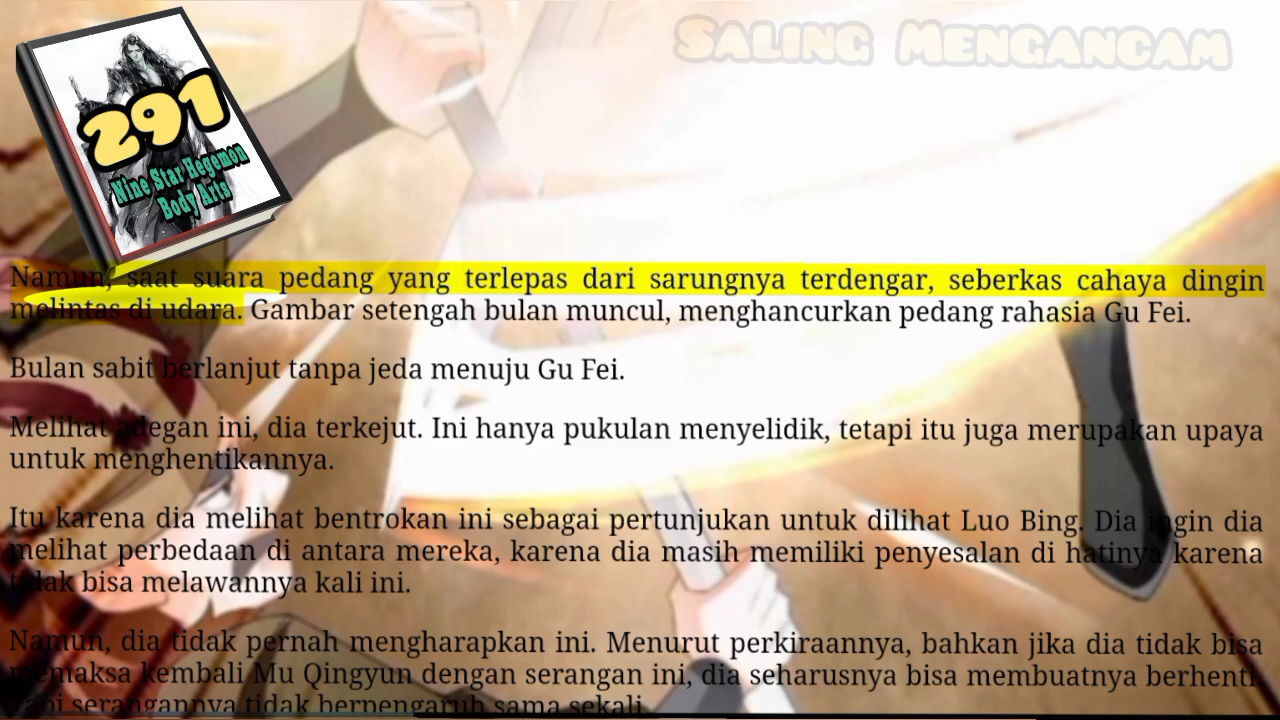 Saling Mengancam
291
Nine Star Hegemon
Body Arts
Namun, saat suara pedang yang terlepas dari sarungnya terdengar, seberkas cahaya dingin
melintas di udara. Gambar setengah bulan muncul, menghancurkan pedang rahasia Gu Fei.
Bulan sabit berlanjut tanpa jeda menuju Gu Fei.
Melihat adegan ini, dia terkejut. Ini hanya pukulan menyelidik, tetapi itu juga merupakan upaya
untuk menghentikannya.
Itu karena dia melihat bentrokan ini sebagai pertunjukan untuk dilihat Luo Bing. Dia ingin dia
melihat perbedaan di antara mereka, karena dia masih memiliki penyesalan di hatinya karena
tidak bisa melawannya kali ini.
Namun, dia tidak pernah mengharapkan ini. Menurut perkiraannya, bahkan jika dia tidak bisa
memaksa kembali Mu Qingyun dengan serangan ini, dia seharusnya bisa membuatnya berhenti.
Tapi serangannya tidak berpengaruh sama sekali.